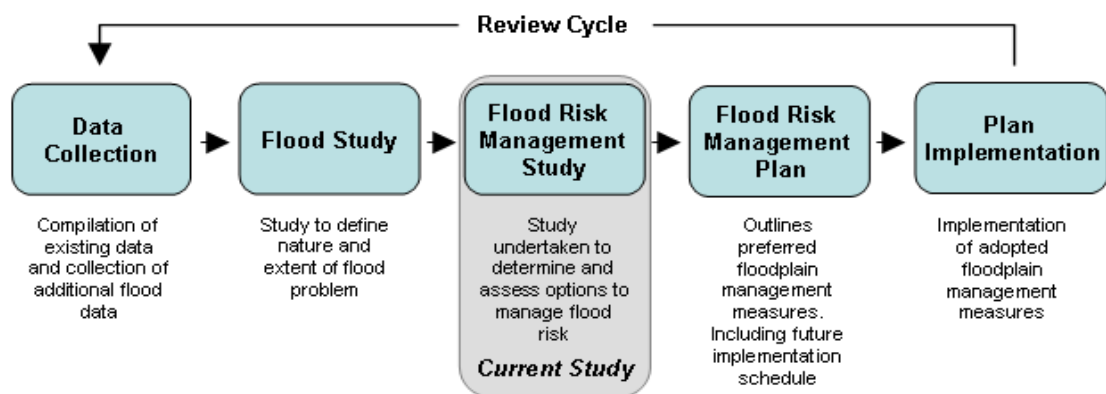 Review Cycle
Data
Collection
Flood Study
Flood Risk
Management
Study
Flood Risk
Management
Plan
Plan
Implementation
Compilation of
existing data
and collection of
additional flood
data
Study to define
nature and
extent of flood
problem
Study
undertaken to
determine and
assess options to
manage flood
risk
Current Study
Outlines
preferred
floodplain
management
measures.
Including future
implementation
schedule
Implementation
of adopted
floodplain
management
measures